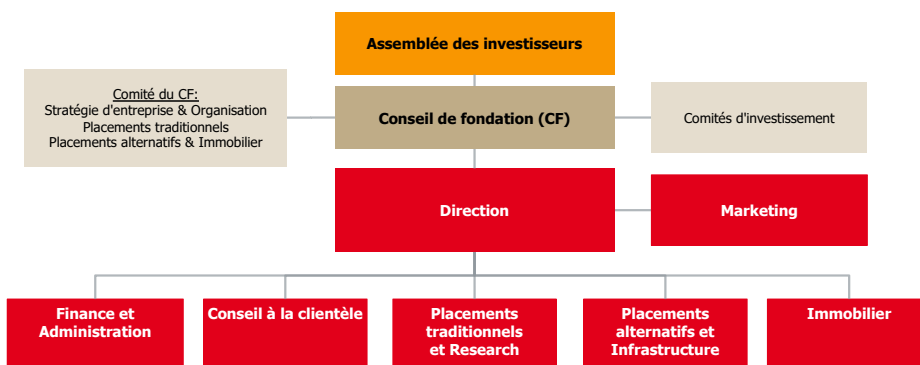 Assemblée des investisseurs
Comité du CF:
Stratégie d'entreprise & Organisation
Placements traditionnels
Placements alternatifs & Immobilier
Conseil de fondation (CF)
Comités d'investissement
Direction
Marketing
Finance et
Administration
Conseil à la clientèle
Placements
traditionnels
et Research
Placements
alternatifs et
Infrastructure
Immobilier